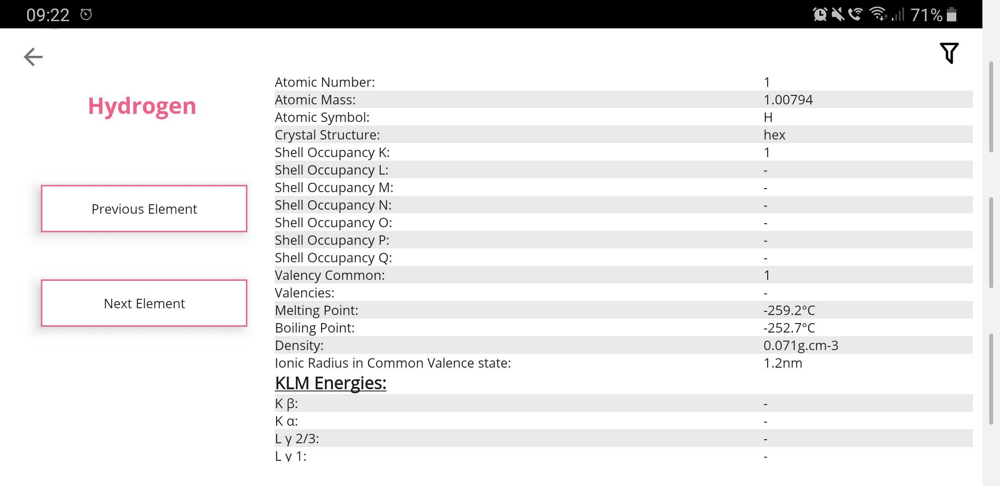 09:22
71%
Hydrogen
Previous Element
Next Element
Atomic Number: 1
Atomic Mass: 1.00794
Atomic Symbol: H
Crystal Structure: hex
Shell Occupancy K: 1
Shell Occupancy L: -
Shell Occupancy M: -
Shell Occupancy N: -
Shell Occupancy O: -
Shell Occupancy P: -
Shell Occupancy Q: -
Valency Common: 1
Valencies: -
Melting Point: -259.2°C
Boiling Point: -252.7°C
Density: 0.071g.cm-3
Ionic Radius in Common Valence state: 1.2nm
KLM Energies:
K β: -
K α: -
L γ 2/3: -
L γ 1: -